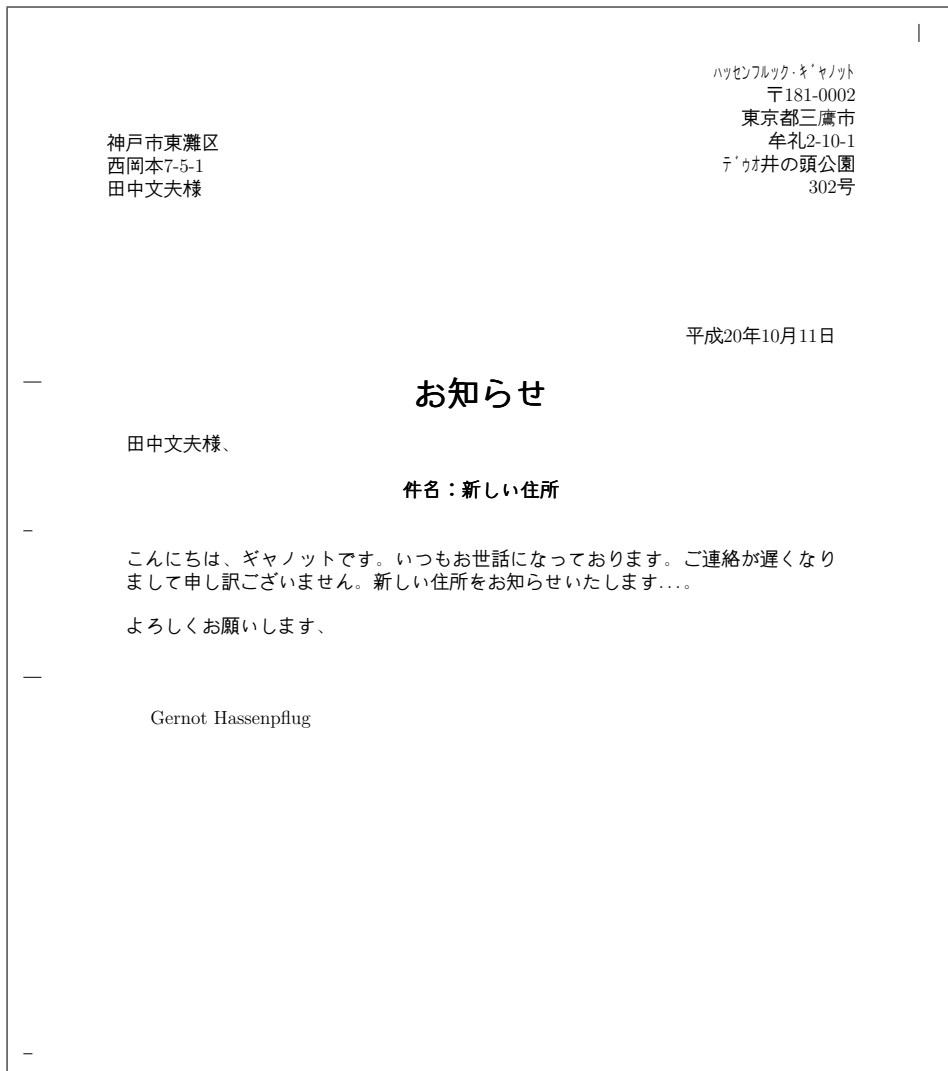 ﾊｯｾﾝﾌﾙｯｸ･ｷﾞｬﾉｯﾄ
〒181-0002
東京都三鷹市
牟礼2-10-1
ﾃﾞｩｵ井の頭公園
302号
神戸市東灘区
西岡本7-5-1
田中文夫様
平成20年10月11日
お知らせ
田中文夫様、
件名：新しい住所
こんにちは、ギャノットです。いつもお世話になっております。ご連絡が遅くなり
まして申し訳ございません。新しい住所をお知らせいたします...。
よろしくお願いします、
Gernot Hassenpflug